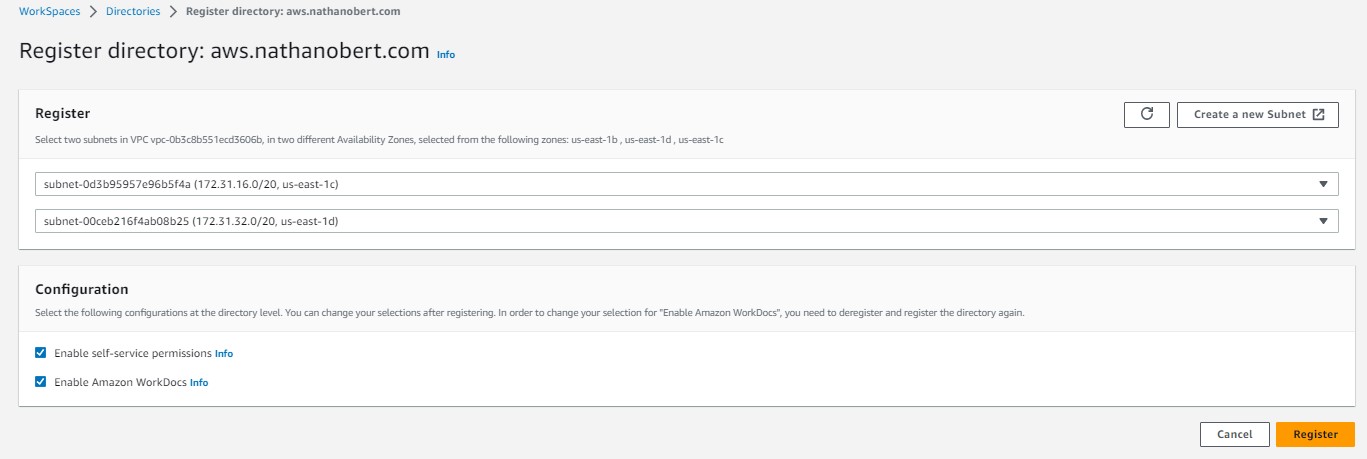 WorkSpaces > Directories > Register directory: aws.nathanobert.com
Register directory: aws.nathanobert.com Info
Register
Create a new Subnet
Select two subnets in VPC vpc-0b3c8b551ecd3606b, in two different Availability Zones, selected from the following zones: us-east-1b , us-east-1d , us-east-1c
subnet-0d3b95957e96b5f4a (172.31.16.0/20, us-east-1c)
subnet-00ceb216f4ab08b25 (172.31.32.0/20, us-east-1d)
Configuration
Select the following configurations at the directory level. You can change your selections after registering. In order to change your selection for "Enable Amazon WorkDocs", you need to deregister and register the directory again.
Enable self-service permissions Info
Enable Amazon WorkDocs Info
Cancel Register